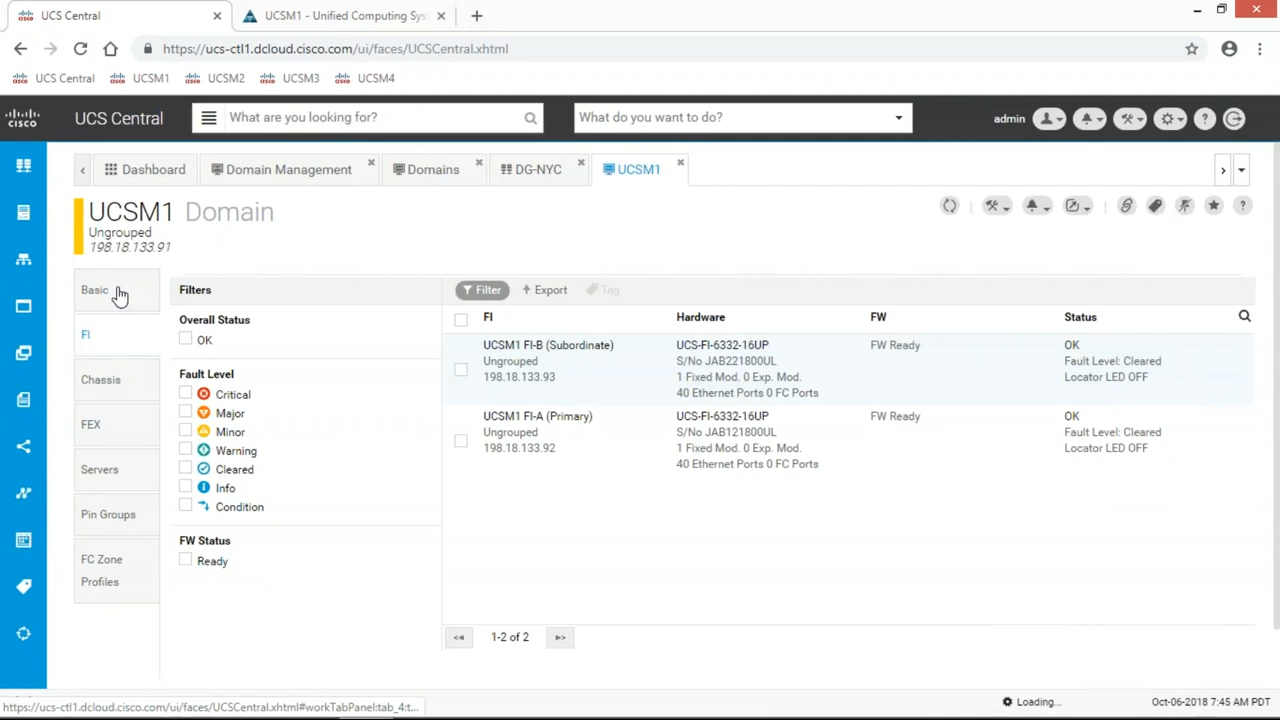 UCS Central
UCSM1 - Unified Computing Sys
https://ucs-ctl1.dcloud.cisco.com/ui/faces/UCSCentral.xhtml
UCS Central
UCSM1
UCSM2
UCSM3
UCSM4
CISCO
UCS Central
What are you looking for?
What do you want to do?
admin
Dashboard
Domain Management
Domains
DG-NYC
UCSM1
UCSM1 Domain
Ungrouped
198.18.133.91
Basic
FI
Chassis
FEX
Servers
Pin Groups
FC Zone
Profiles
Filters
Overall Status
OK
Fault Level
Critical
Major
Minor
Warning
Cleared
Info
Condition
FW Status
Ready
Filter
Export
Tag
FI Hardware FW Status
UCSM1 FI-B (Subordinate) UCS-FI-6332-16UP FW Ready OK
Ungrouped S/No JAB221800UL Fault Level: Cleared
198.18.133.93 1 Fixed Mod. 0 Exp. Mod. Locator LED OFF
40 Ethernet Ports 0 FC Ports
UCSM1 FI-A (Primary) UCS-FI-6332-16UP FW Ready OK
Ungrouped S/No JAB121800UL Fault Level: Cleared
198.18.133.92 1 Fixed Mod. 0 Exp. Mod. Locator LED OFF
40 Ethernet Ports 0 FC Ports
1-2 of 2
https://ucs-ctl1.dcloud.cisco.com/ui/faces/UCSCentral.xhtml#workTabPanel:tab_4:t...
Loading...
Oct-06-2018 7:45 AM PDT